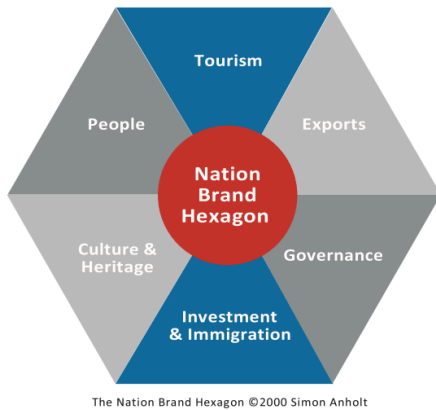 Tourism
People
Exports
Nation
Brand
Hexagon
Culture &
Heritage
Governance
Investment
& Immigration
The Nation Brand Hexagon ©2000 Simon Anholt